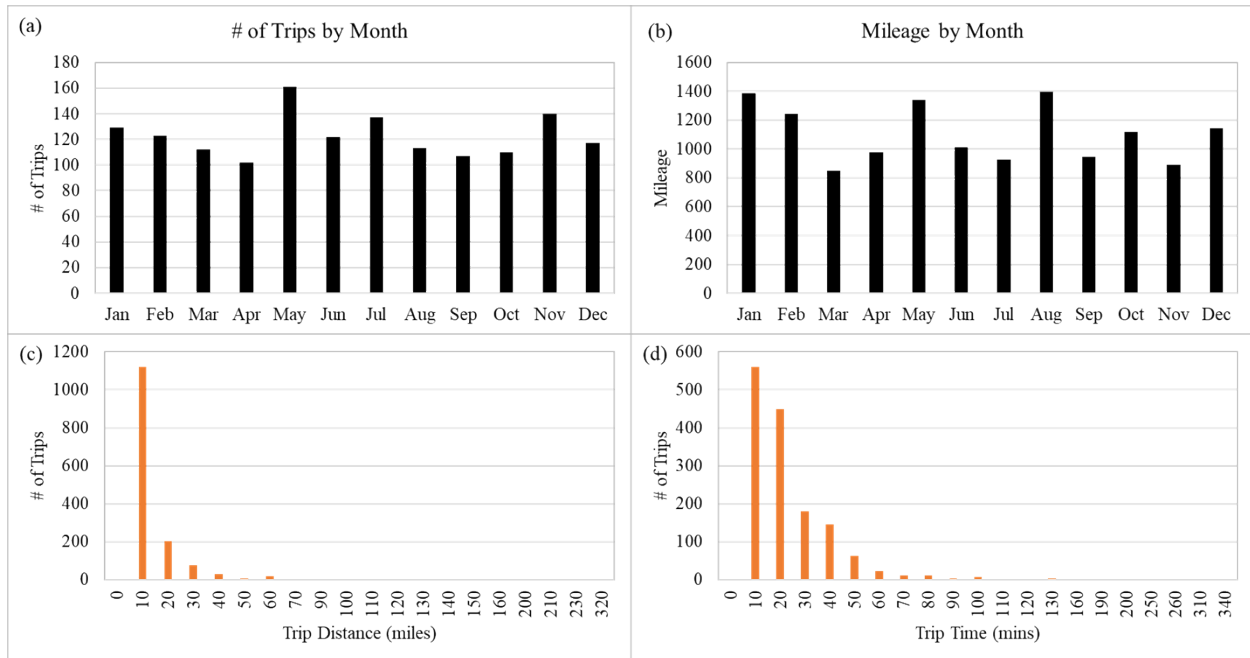 (a)
# of Trips by Month
# of Trips
180
160
140
120
100
80
60
40
20
0
Jan Feb Mar Apr May Jun Jul Aug Sep Oct Nov Dec
(b)
Mileage by Month
Mileage
1600
1400
1200
1000
800
600
400
200
0
Jan Feb Mar Apr May Jun Jul Aug Sep Oct Nov Dec
(c)
# of Trips
1200
1000
800
600
400
200
0
0 10 20 30 40 50 60 70 90 100 110 120 130 140 150 160 200 210 230 320
Trip Distance (miles)
(d)
# of Trips
600
500
400
300
200
100
0
0 10 20 30 40 50 60 70 80 90 100 110 120 130 160 190 200 250 260 310 340
Trip Time (mins)